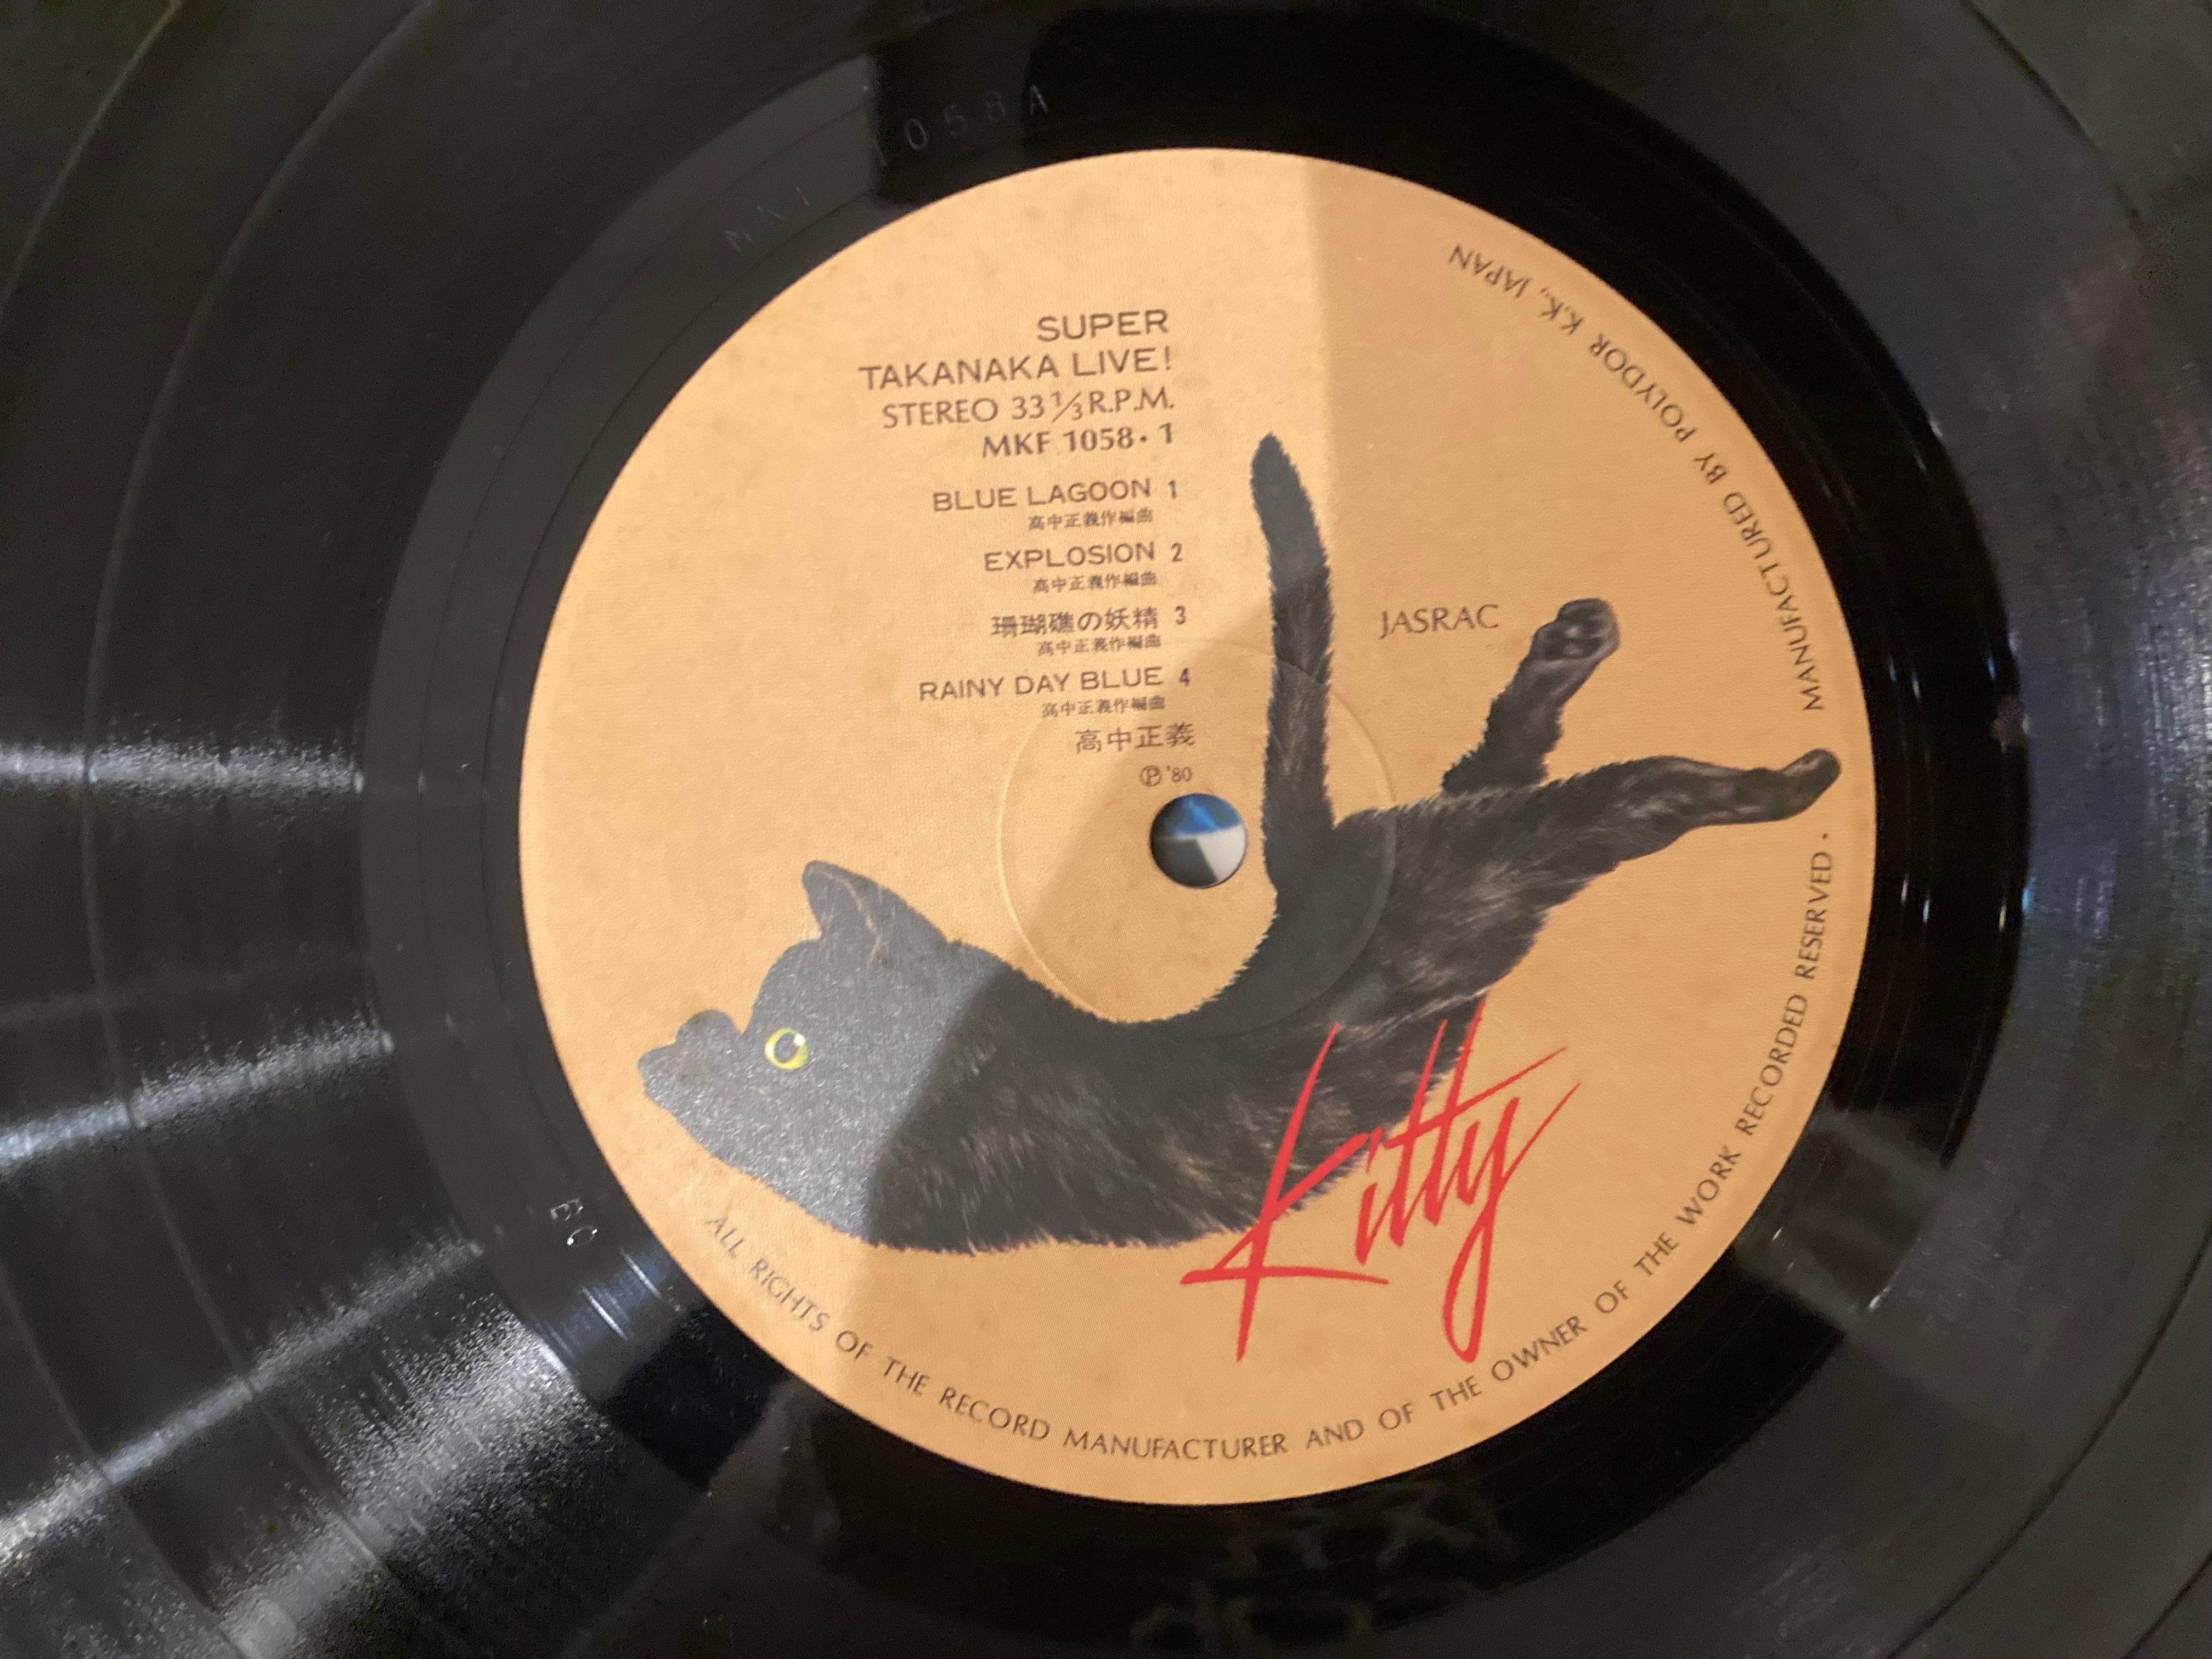 SUPER
TAKANAKA LIVE!
STEREO 33 1/3 R.P.M.
MKF 1058・1
BLUE LAGOON 1
高中正義作編曲
EXPLOSION 2
高中正義作編曲
珊瑚礁の妖精 3
高中正義作編曲
RAINY DAY BLUE 4
高中正義作編曲
高中正義
Ⓟ'80
JASRAC
Kitty
ALL RIGHTS OF THE RECORD MANUFACTURER AND OF THE OWNER OF THE WORK RECORDED RESERVED.
MANUFACTURED BY POLYDOR K.K., JAPAN